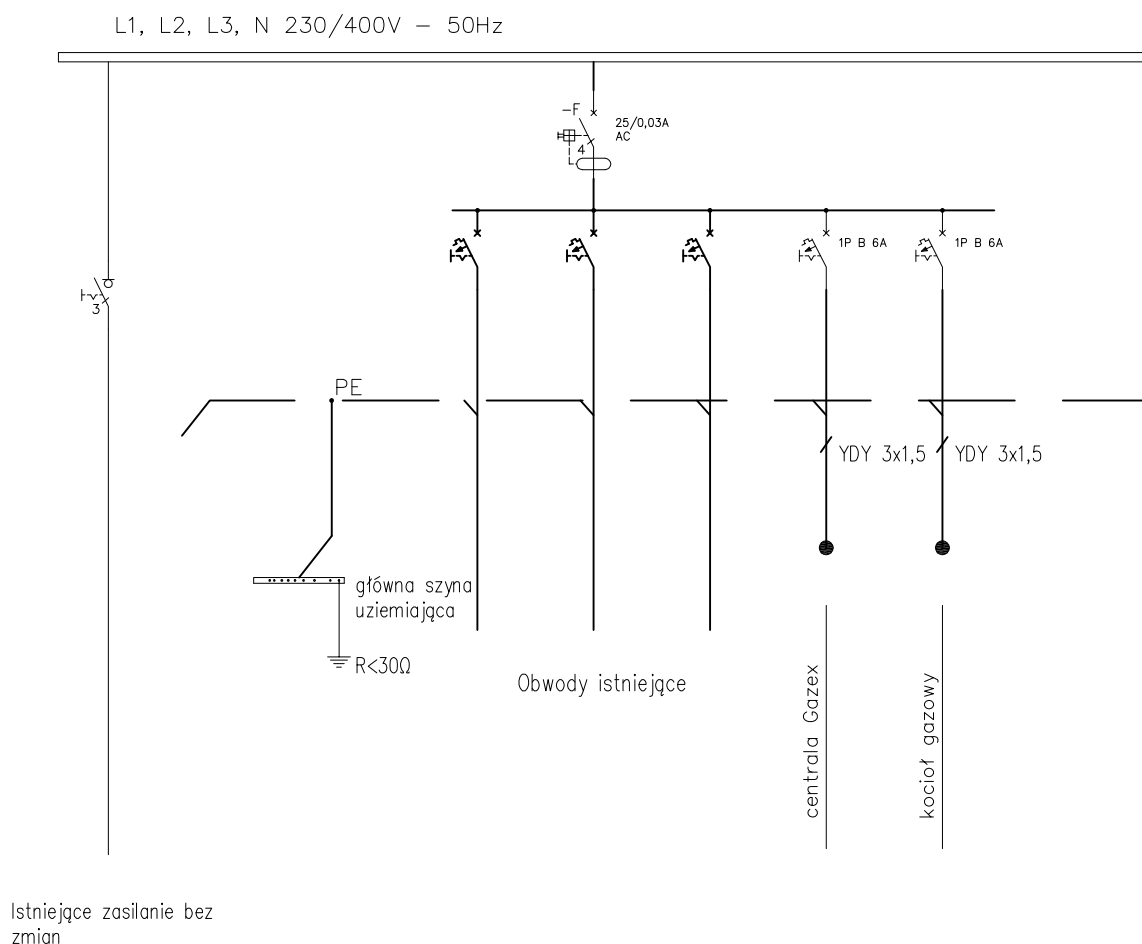 L1, L2, L3, N 230/400V – 50Hz
–F
25/0,03A
AC
4
1P B 6A
1P B 6A
3
PE
YDY 3x1,5
YDY 3x1,5
główna szyna
uziemiająca
R<30Ω
Obwody istniejące
centrala Gazex
kocioł gazowy
Istniejące zasilanie bez
zmian